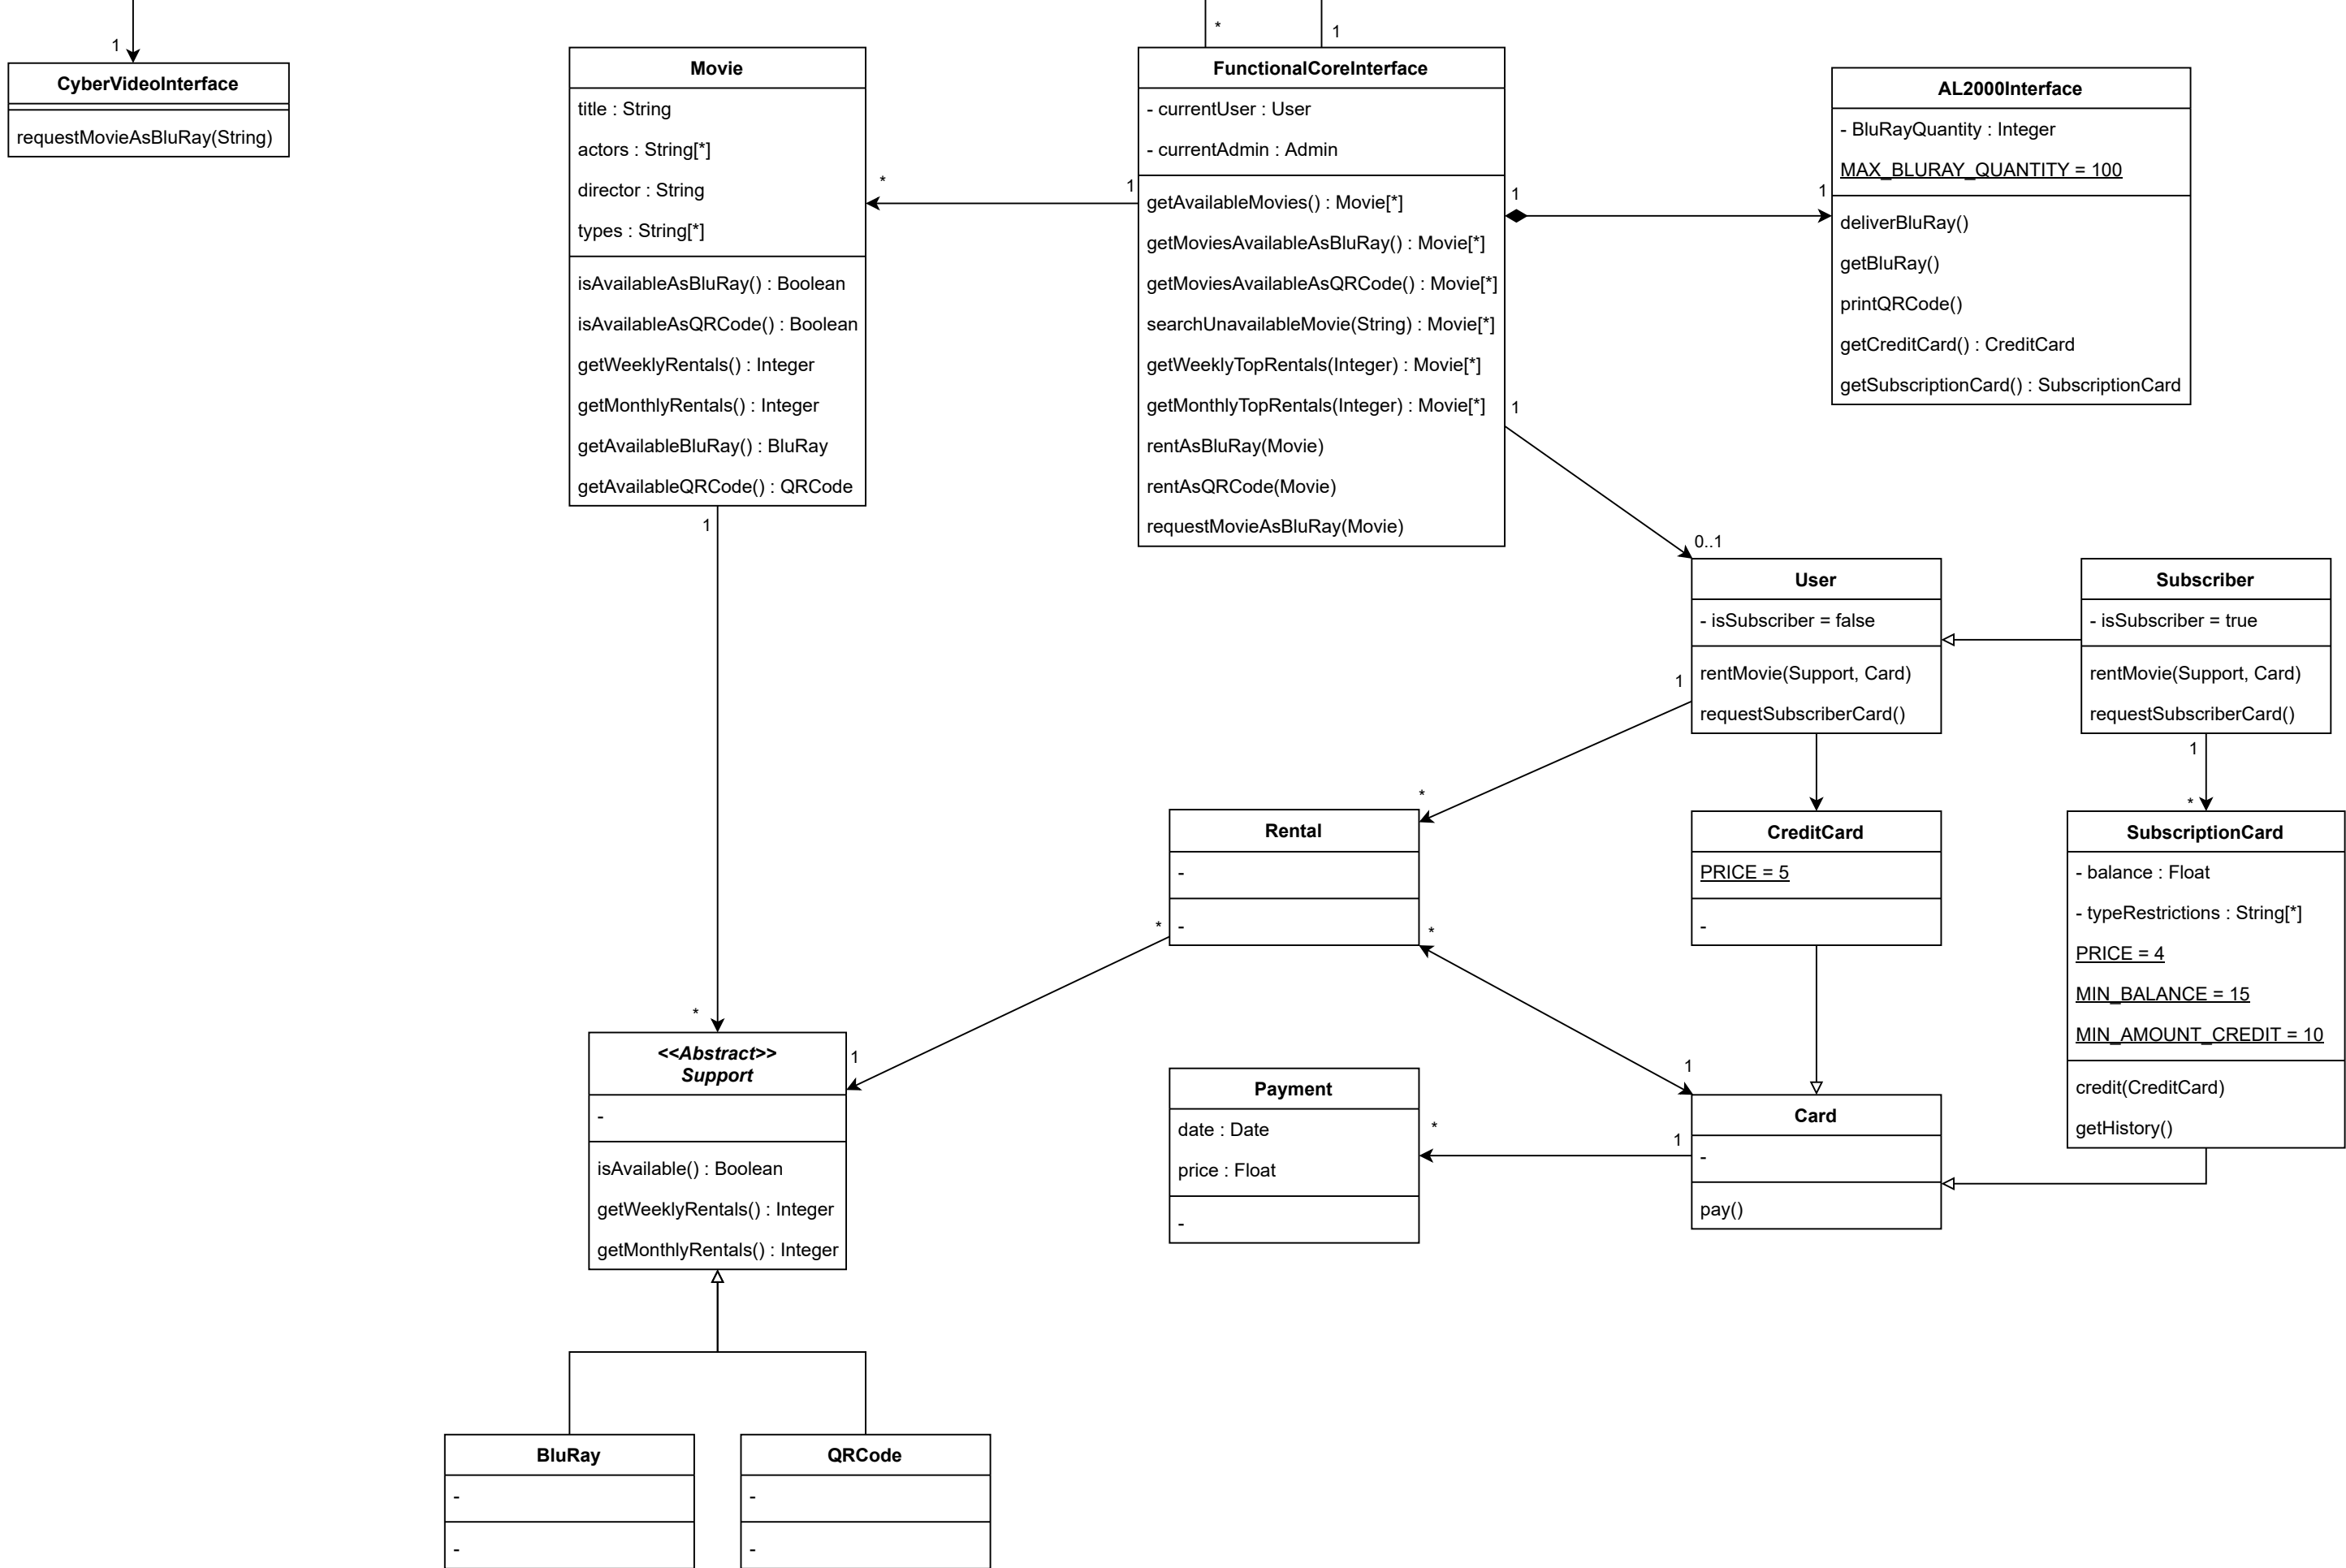 *
1
1
CyberVideoInterface
requestMovieAsBluRay(String)
Movie
title : String
actors : String[*]
director : String
types : String[*]
isAvailableAsBluRay() : Boolean
isAvailableAsQRCode() : Boolean
getWeeklyRentals() : Integer
getMonthlyRentals() : Integer
getAvailableBluRay() : BluRay
getAvailableQRCode() : QRCode
*
1
FunctionalCoreInterface
- currentUser : User
- currentAdmin : Admin
getAvailableMovies() : Movie[*]
getMoviesAvailableAsBluRay() : Movie[*]
getMoviesAvailableAsQRCode() : Movie[*]
searchUnavailableMovie(String) : Movie[*]
getWeeklyTopRentals(Integer) : Movie[*]
getMonthlyTopRentals(Integer) : Movie[*]
rentAsBluRay(Movie)
rentAsQRCode(Movie)
requestMovieAsBluRay(Movie)
1
1
AL2000Interface
- BluRayQuantity : Integer
MAX_BLURAY_QUANTITY = 100
deliverBluRay()
getBluRay()
printQRCode()
getCreditCard() : CreditCard
getSubscriptionCard() : SubscriptionCard
1
0..1
1
User
- isSubscriber = false
rentMovie(Support, Card)
requestSubscriberCard()
Subscriber
- isSubscriber = true
rentMovie(Support, Card)
requestSubscriberCard()
1
1
*
*
Rental
-
-
CreditCard
PRICE = 5
-
SubscriptionCard
- balance : Float
- typeRestrictions : String[*]
PRICE = 4
MIN_BALANCE = 15
MIN_AMOUNT_CREDIT = 10
credit(CreditCard)
getHistory()
*
*
*
1
1
<<Abstract>>
Support
-
isAvailable() : Boolean
getWeeklyRentals() : Integer
getMonthlyRentals() : Integer
Payment
date : Date
price : Float
-
*
1
Card
-
pay()
BluRay
-
-
QRCode
-
-